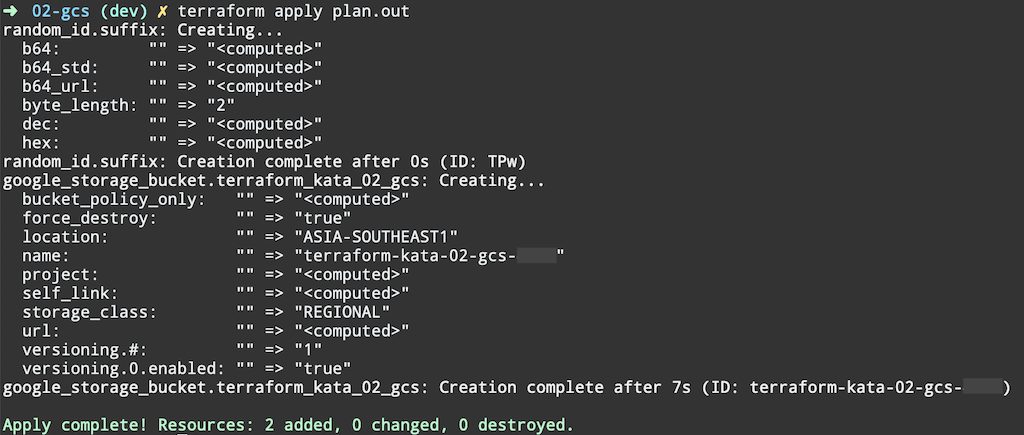 ➜ 02-gcs (dev) ✗ terraform apply plan.out
random_id.suffix: Creating...
  b64:         "" => "<computed>"
  b64_std:     "" => "<computed>"
  b64_url:     "" => "<computed>"
  byte_length: "" => "2"
  dec:         "" => "<computed>"
  hex:         "" => "<computed>"
random_id.suffix: Creation complete after 0s (ID: TPw)
google_storage_bucket.terraform_kata_02_gcs: Creating...
  bucket_policy_only:   "" => "<computed>"
  force_destroy:        "" => "true"
  location:             "" => "ASIA-SOUTHEAST1"
  name:                 "" => "terraform-kata-02-gcs-"
  project:              "" => "<computed>"
  self_link:            "" => "<computed>"
  storage_class:        "" => "REGIONAL"
  url:                  "" => "<computed>"
  versioning.#:         "" => "1"
  versioning.0.enabled: "" => "true"
google_storage_bucket.terraform_kata_02_gcs: Creation complete after 7s (ID: terraform-kata-02-gcs-)
Apply complete! Resources: 2 added, 0 changed, 0 destroyed.